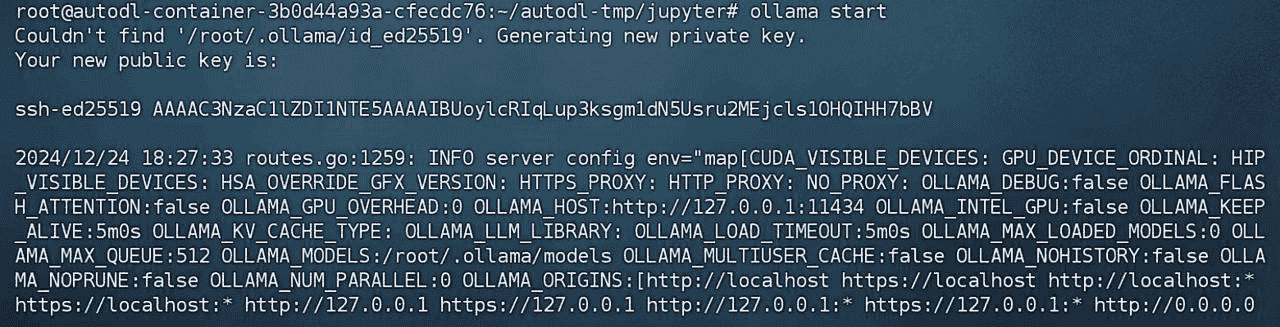 root@autodl-container-3b0d44a93a-cfecdc76:~/autodl-tmp/jupyter# ollama start
Couldn't find '/root/.ollama/id_ed25519'. Generating new private key.
Your new public key is:
ssh-ed25519 AAAAC3NzaC1lZDI1NTE5AAAAIBUoylcRIqLup3ksgm1dN5Usru2MEjcls1OHQIHH7bBV
2024/12/24 18:27:33 routes.go:1259: INFO server config env="map[CUDA_VISIBLE_DEVICES: GPU_DEVICE_ORDINAL: HIP
_VISIBLE_DEVICES: HSA_OVERRIDE_GFX_VERSION: HTTPS_PROXY: HTTP_PROXY: NO_PROXY: OLLAMA_DEBUG:false OLLAMA_FLAS
H_ATTENTION:false OLLAMA_GPU_OVERHEAD:0 OLLAMA_HOST:http://127.0.0.1:11434 OLLAMA_INTEL_GPU:false OLLAMA_KEEP
_ALIVE:5m0s OLLAMA_KV_CACHE_TYPE: OLLAMA_LLM_LIBRARY: OLLAMA_LOAD_TIMEOUT:5m0s OLLAMA_MAX_LOADED_MODELS:0 OLL
AMA_MAX_QUEUE:512 OLLAMA_MODELS:/root/.ollama/models OLLAMA_MULTIUSER_CACHE:false OLLAMA_NOHISTORY:false OLLA
MA_NOPRUNE:false OLLAMA_NUM_PARALLEL:0 OLLAMA_ORIGINS:[http://localhost https://localhost http://localhost:*
https://localhost:* http://127.0.0.1 https://127.0.0.1 http://127.0.0.1:* https://127.0.0.1:* http://0.0.0.0